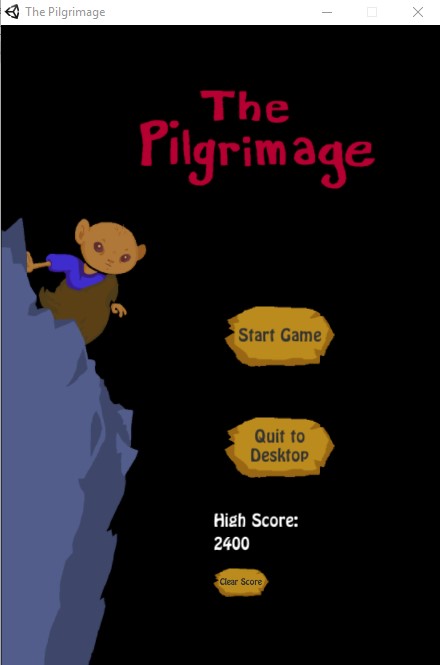 The Pilgrimage
The
Pilgrimage
Start Game
Quit to
Desktop
High Score:
2400
Clear Score